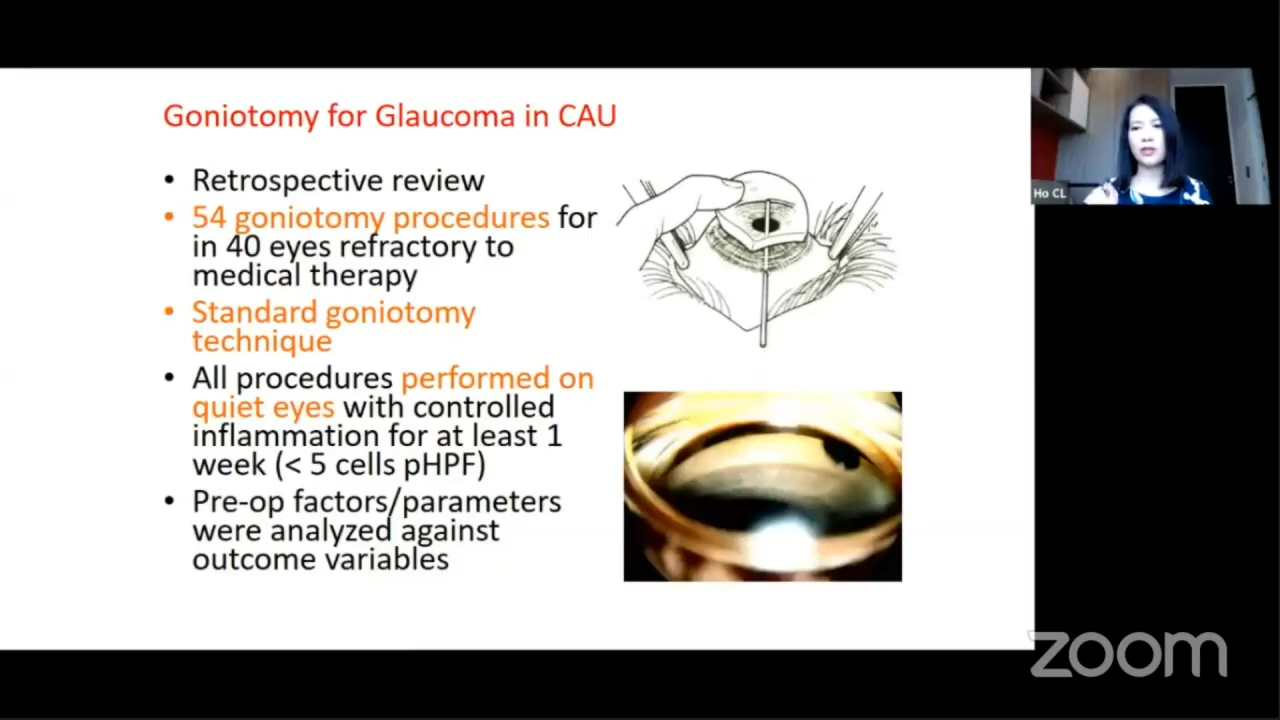 Goniotomy for Glaucoma in CAU
• Retrospective review
• 54 goniotomy procedures for
in 40 eyes refractory to
medical therapy
• Standard goniotomy
technique
• All procedures performed on
quiet eyes with controlled
inflammation for at least 1
week (< 5 cells pHPF)
• Pre-op factors/parameters
were analyzed against
outcome variables
Ho CL
zoom